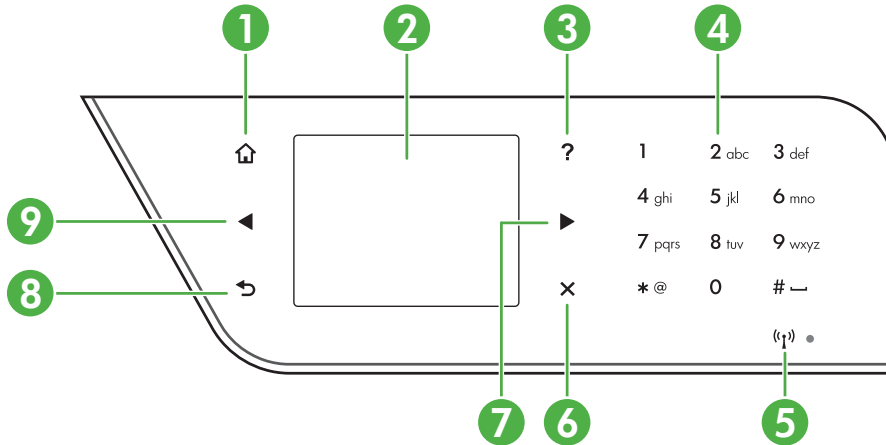 1 2 3 4
? 1 2 abc 3 def
4 ghi 5 jkl 6 mno
9 7
7 pqrs 8 tuv 9 wxyz
8 * @ 0 #
7 6 5